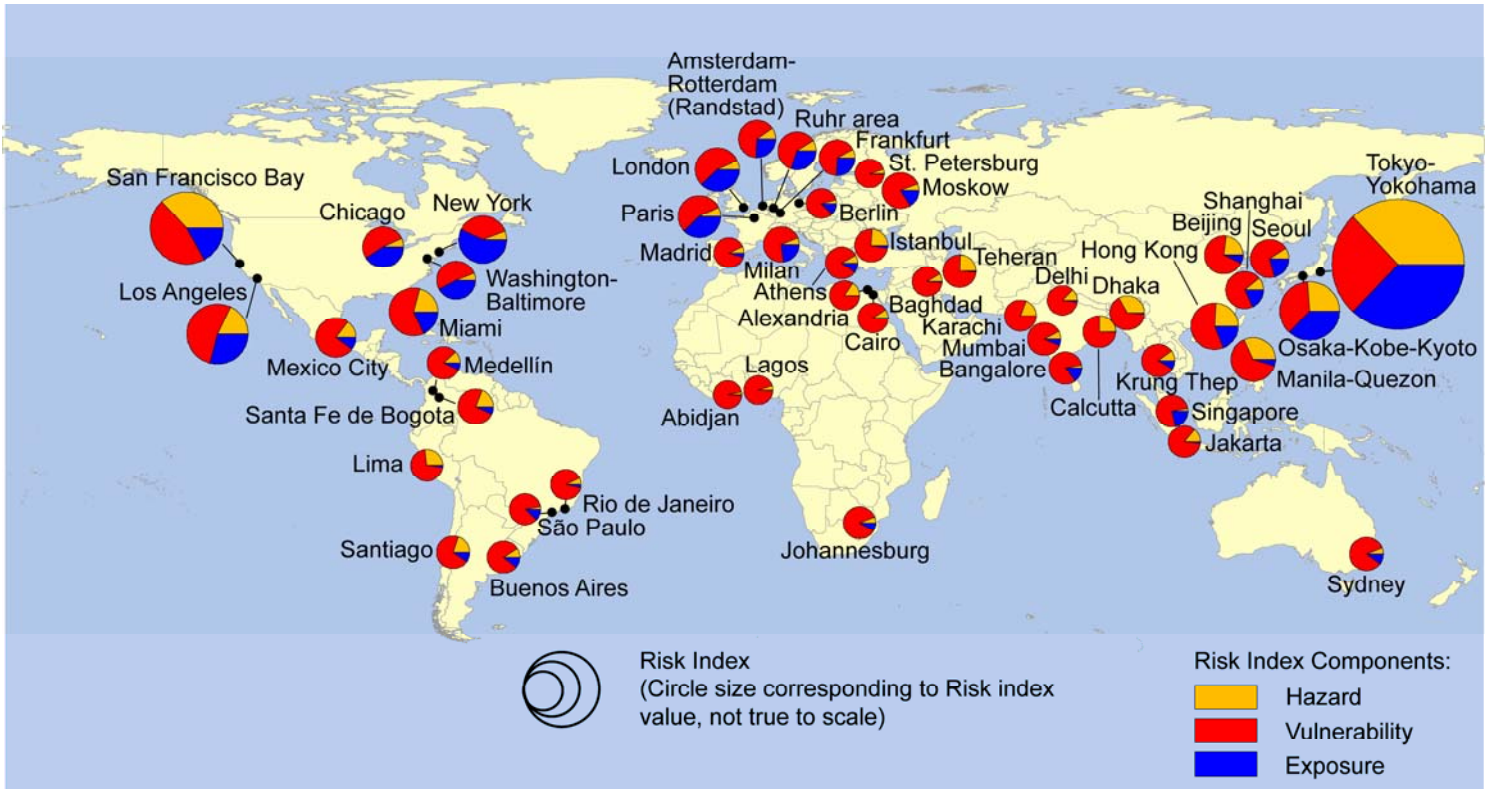 Amsterdam-
Rotterdam
(Randstad)
Ruhr area
Frankfurt
London
St. Petersburg
Moskow
Paris
Berlin
Madrid
Milan
Istanbul
Athens
Teheran
Alexandria
Baghdad
Cairo
San Francisco Bay
Chicago
New York
Los Angeles
Washington-
Baltimore
Miami
Mexico City
Medellín
Santa Fe de Bogota
Lima
Rio de Janeiro
São Paulo
Santiago
Buenos Aires
Lagos
Abidjan
Johannesburg
Tokyo-
Yokohama
Shanghai
Beijing
Seoul
Hong Kong
Delhi
Dhaka
Karachi
Mumbai
Bangalore
Calcutta
Osaka-Kobe-Kyoto
Manila-Quezon
Krung Thep
Singapore
Jakarta
Sydney
Risk Index
(Circle size corresponding to Risk index
value, not true to scale)
Risk Index Components:
Hazard
Vulnerability
Exposure